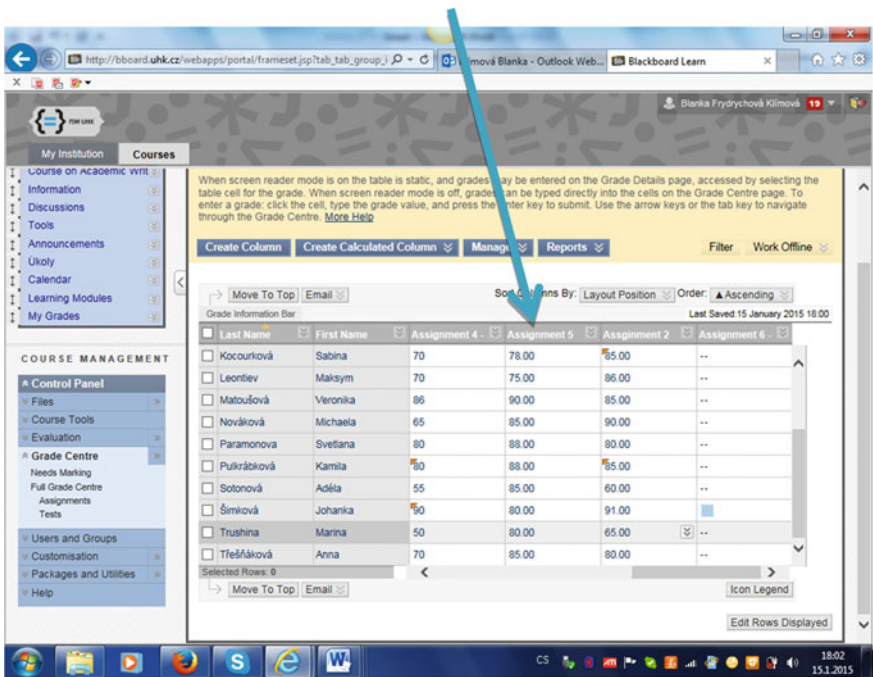 http://bboard.uhk.cz/webapps/portal/frameset.jsp?tab_tab_group_i
Blanka - Outlook Web...
Blackboard Learn
FOR UHK
Blanka Frydrychová Klímová 19
My Institution Courses
Course on Academic Writ
Information
Discussions
Tools
Announcements
Úkoly
Calendar
Learning Modules
My Grades
COURSE MANAGEMENT
Control Panel
Files
Course Tools
Evaluation
Grade Centre
Needs Marking
Full Grade Centre
Assignments
Tests
Users and Groups
Customisation
Packages and Utilities
Help
When screen reader mode is on the table is static, and grades may be entered on the Grade Details page, accessed by selecting the
table cell for the grade. When screen reader mode is off, grades can be typed directly into the cells on the Grade Centre page. To
enter a grade: click the cell, type the grade value, and press the Enter key to submit. Use the arrow keys or the tab key to navigate
through the Grade Centre. More Help
Create Column Create Calculated Column Manage Reports Filter Work Offline
Move To Top Email Sort Columns By: Layout Position Order: Ascending
Grade Information Bar Last Saved:15 January 2015 18:00
Last Name First Name Assignment 4 - Assignment 5 Assginment 2 Assignment 6 -
Kocourková Sabina 70 78.00 85.00 --
Leontiev Maksym 70 75.00 86.00 --
Matoušová Veronika 86 90.00 85.00 --
Nováková Michaela 65 85.00 90.00 --
Paramonova Svetlana 80 88.00 80.00 --
Pulkrábková Kamila 80 88.00 85.00 --
Sotonová Adéla 55 85.00 60.00 --
Šimková Johanka 90 80.00 91.00
Trushina Marina 50 80.00 65.00 --
Třešňáková Anna 70 85.00 80.00 --
Selected Rows: 0
Move To Top Email Icon Legend
Edit Rows Displayed
CS 18:02
15.1.2015